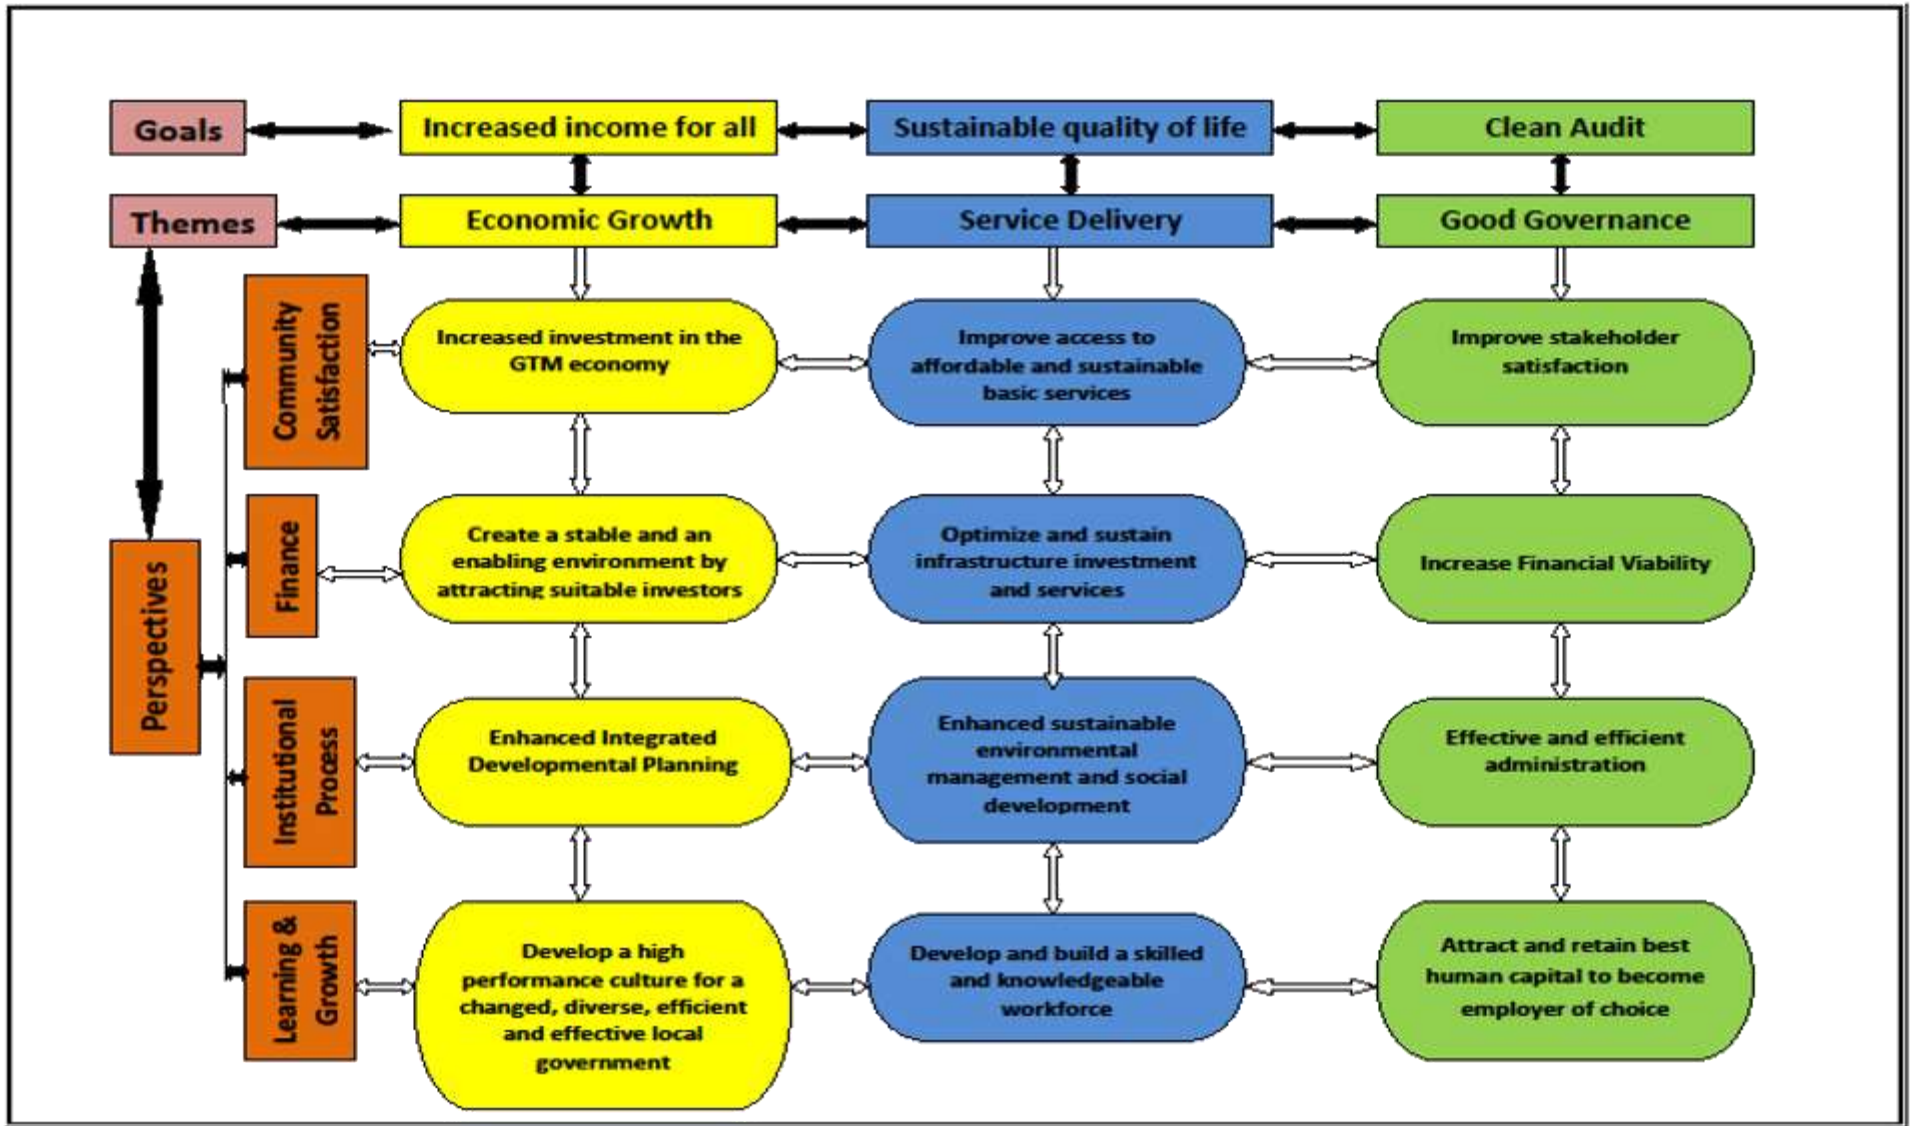 Goals
Increased income for all
Sustainable quality of life
Clean Audit
Themes
Economic Growth
Service Delivery
Good Governance
Perspectives
Community
Satisfaction
Increased investment in the
GTM economy
Improve access to
affordable and sustainable
basic services
Improve stakeholder
satisfaction
Finance
Create a stable and an
enabling environment by
attracting suitable investors
Optimize and sustain
infrastructure investment
and services
Increase Financial Viability
Institutional
Process
Enhanced Integrated
Developmental Planning
Enhanced sustainable
environmental
management and social
development
Effective and efficient
administration
Learning &
Growth
Develop a high
performance culture for a
changed, diverse, efficient
and effective local
government
Develop and build a skilled
and knowledgeable
workforce
Attract and retain best
human capital to become
employer of choice